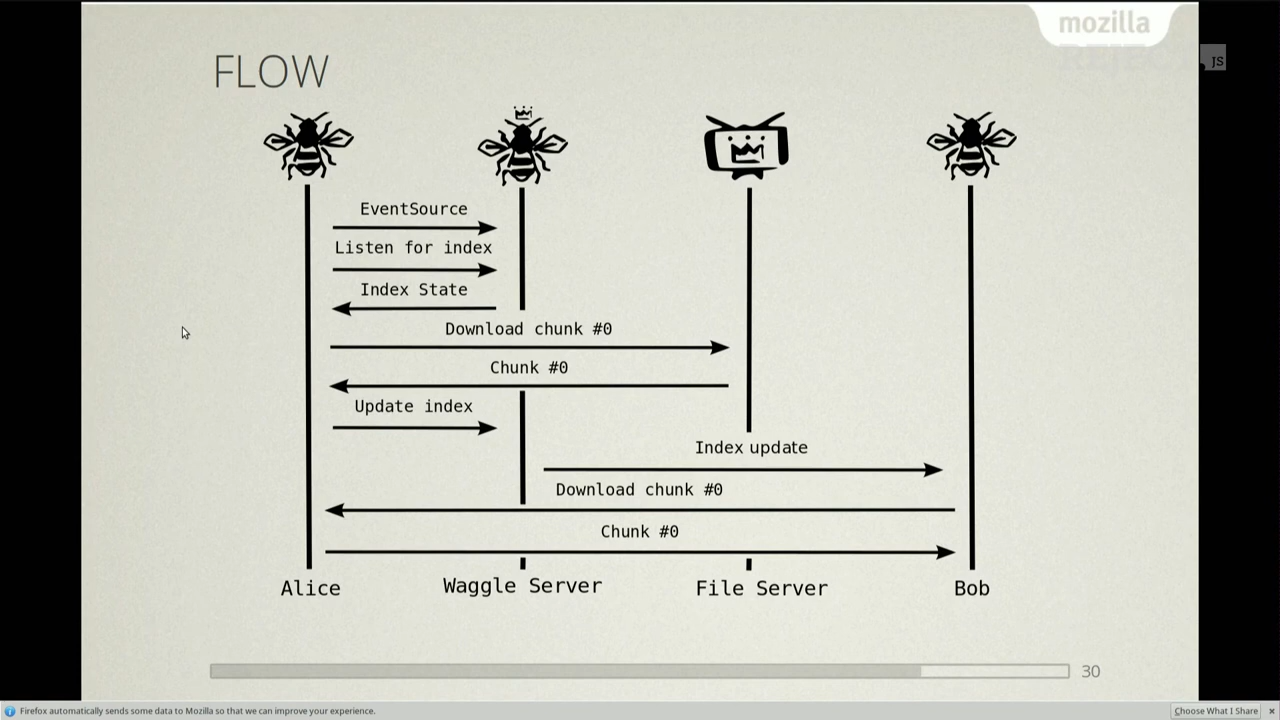 mozilla
REJECT.JS
FLOW
EventSource
Listen for index
Index State
Download chunk #0
Chunk #0
Update index
Index update
Download chunk #0
Chunk #0
Alice
Waggle Server
File Server
Bob
30
Firefox automatically sends some data to Mozilla so that we can improve your experience.
Choose What I Share